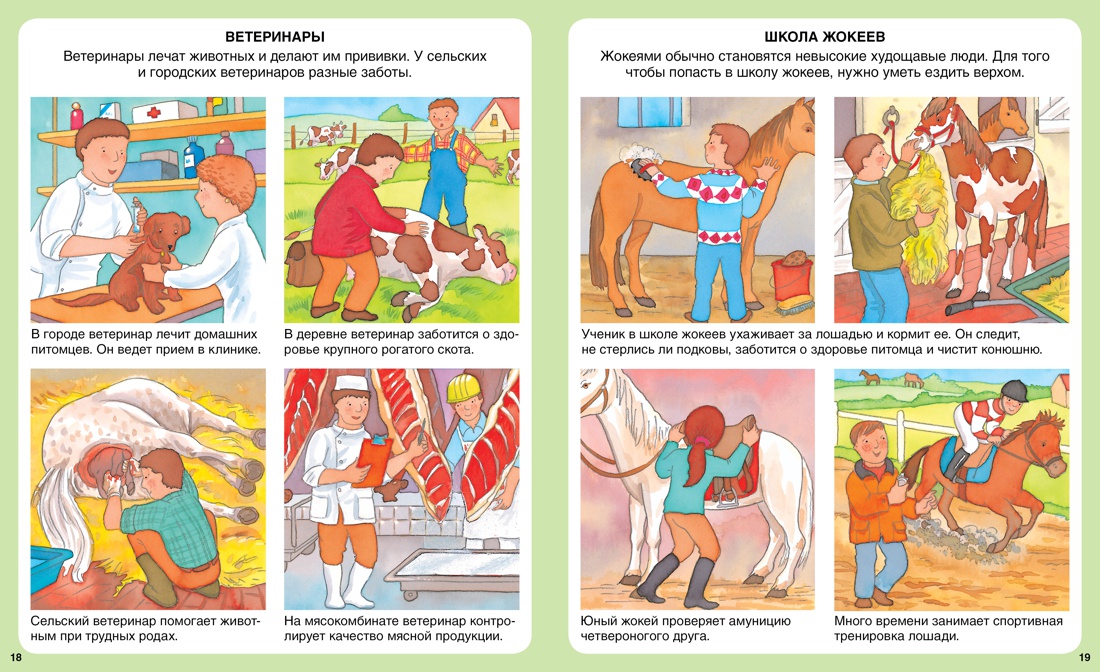 ВЕТЕРИНАРЫ
Ветеринары лечат животных и делают им прививки. У сельских
и городских ветеринаров разные заботы.
В городе ветеринар лечит домашних
питомцев. Он ведет прием в клинике.
В деревне ветеринар заботится о здо-
ровье крупного рогатого скота.
Сельский ветеринар помогает живот-
ным при трудных родах.
На мясокомбинате ветеринар контро-
лирует качество мясной продукции.
18
ШКОЛА ЖОКЕЕВ
Жокеями обычно становятся невысокие худощавые люди. Для того
чтобы попасть в школу жокеев, нужно уметь ездить верхом.
Ученик в школе жокеев ухаживает за лошадью и кормит ее. Он следит,
не стерлись ли подковы, заботится о здоровье питомца и чистит конюшню.
Юный жокей проверяет амуницию
четвероногого друга.
Много времени занимает спортивная
тренировка лошади.
19